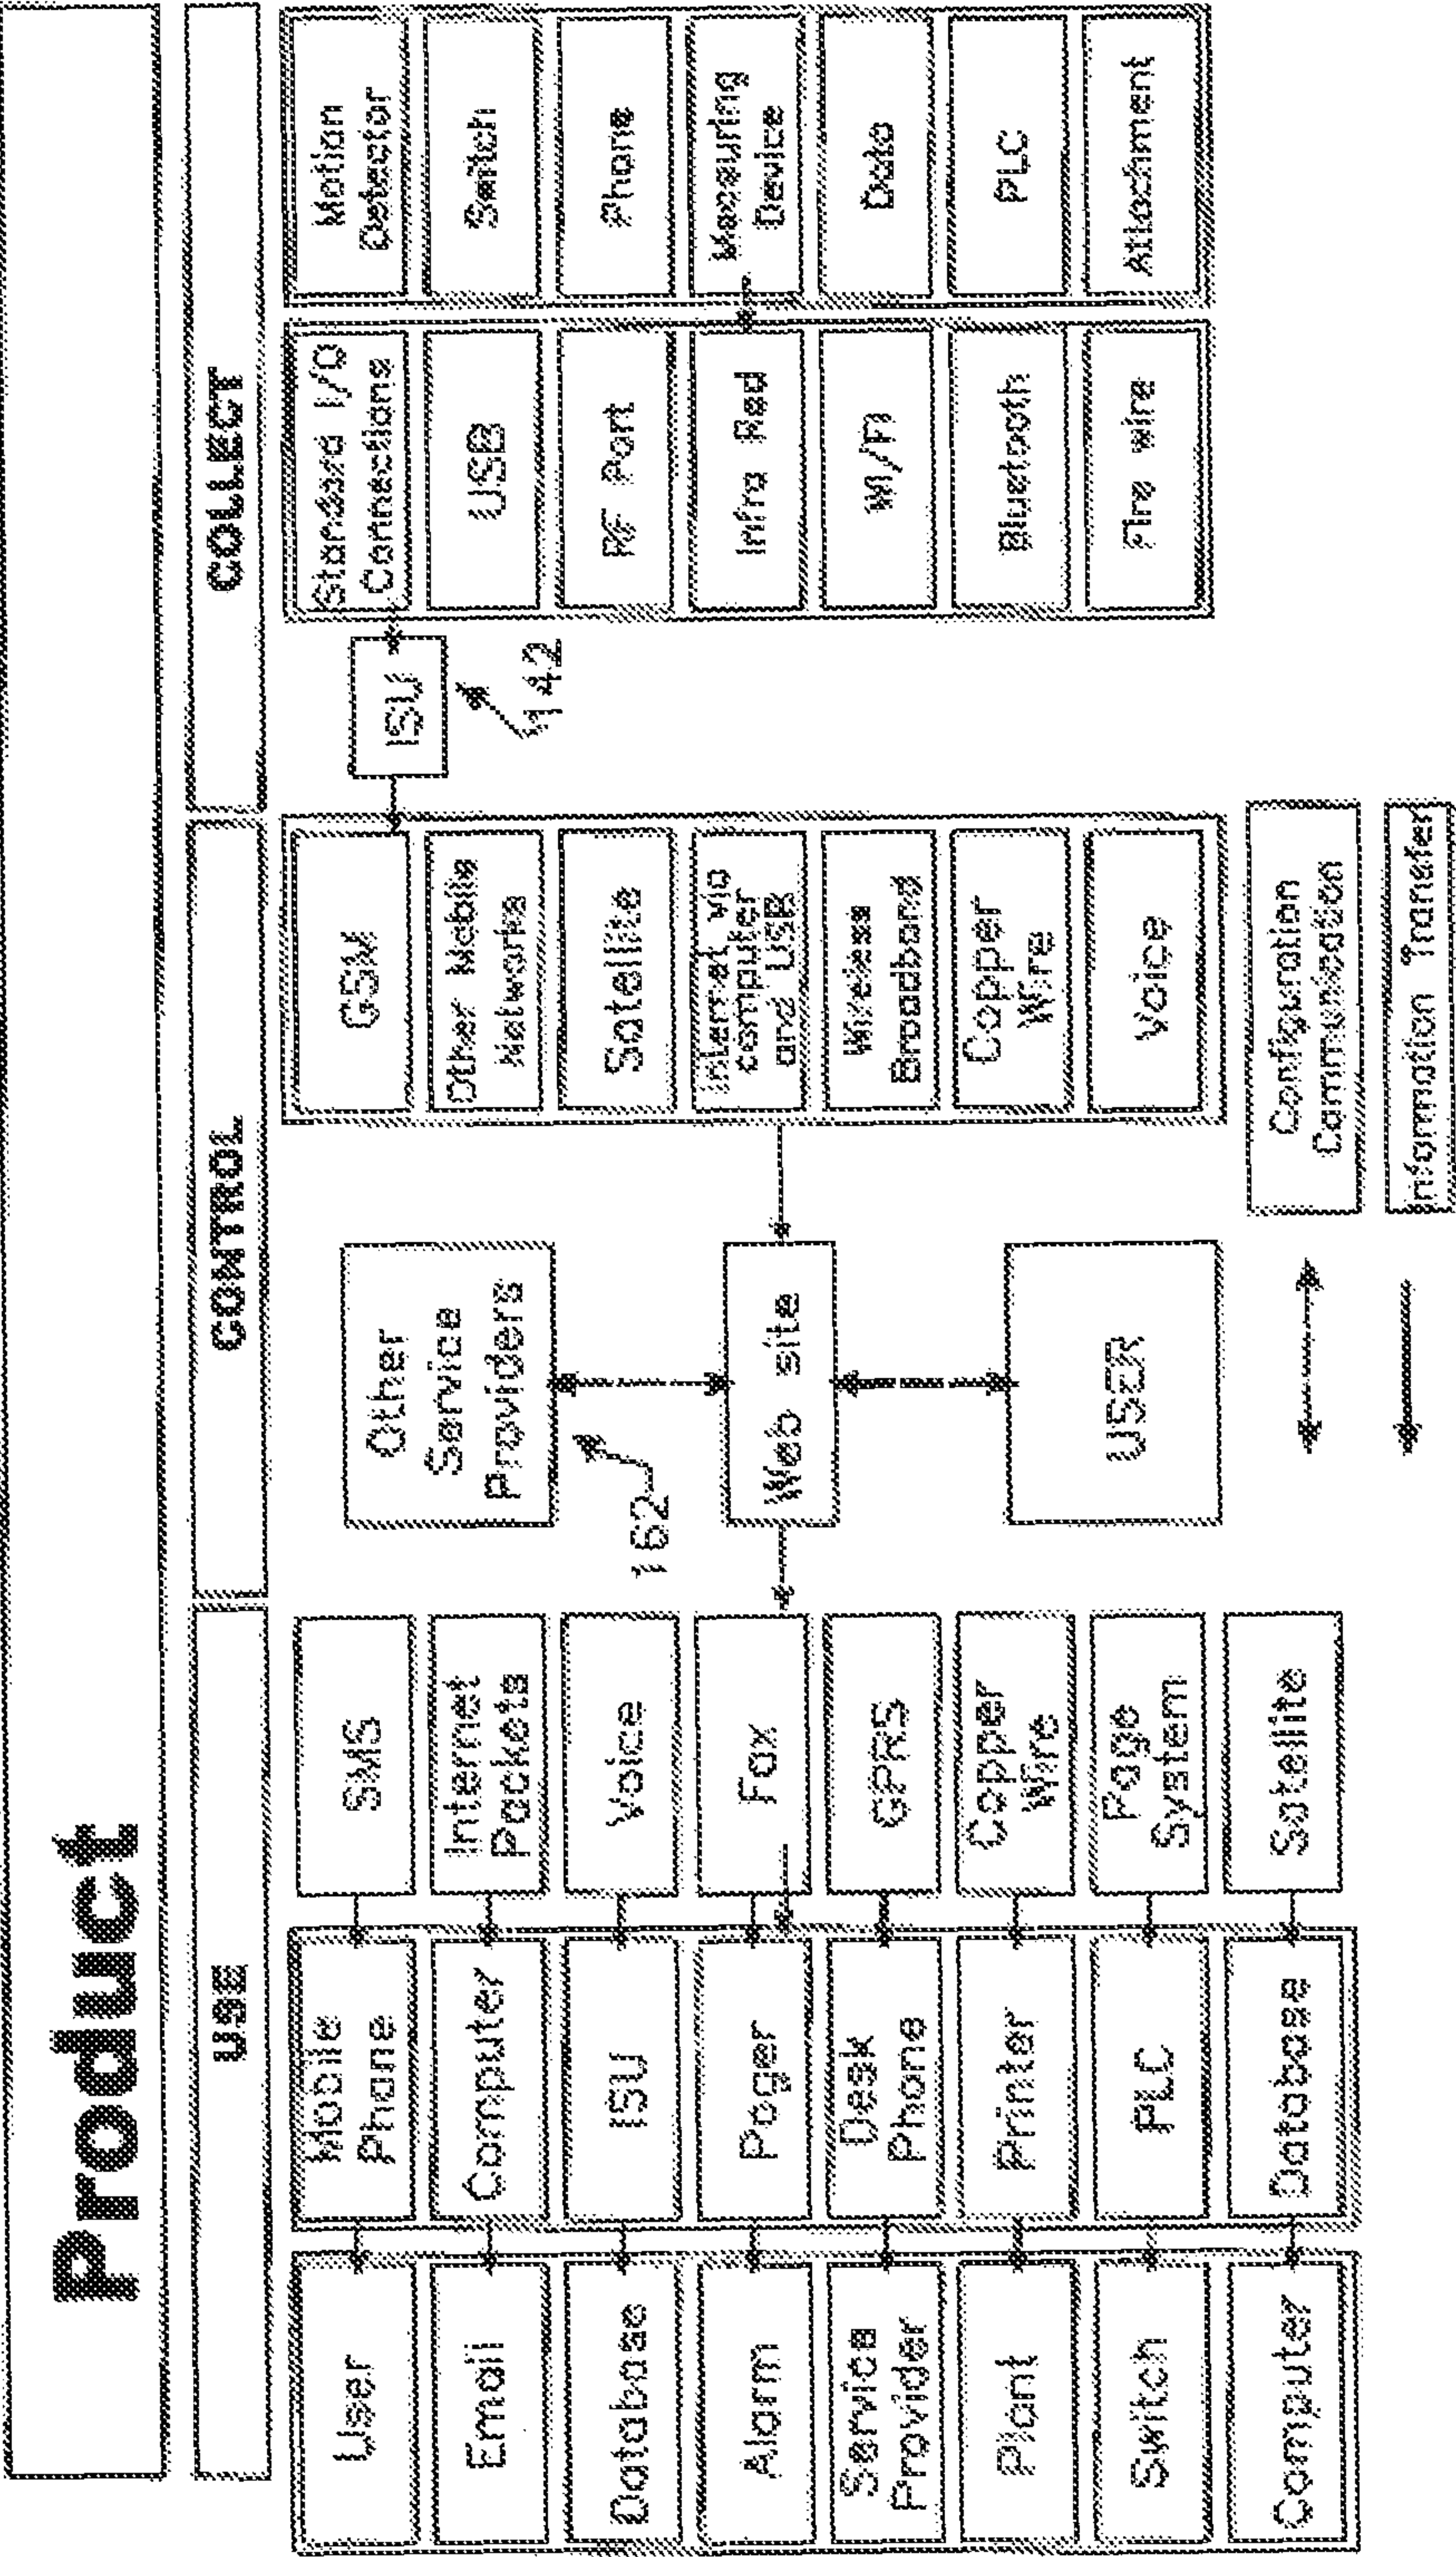 Product
USE
CONTROL
COLLECT
User
Email
Database
Alarm
Service
Provider
Plant
Switch
Computer
Mobile
Phone
Computer
ISU
Pager
Desk
Phone
Printer
PLC
Database
SMS
Internet
Packets
Voice
Fax
GPRS
Copper
Wire
Page
System
Satellite
Other
Service
Providers
162
Web site
USER
GSM
Other Mobile
Networks
Satellite
Internet via
computer
and USB
Wireless
Broadband
Copper
Wire
Voice
ISU
142
Standard I/O
Connections
USB
RF Port
Infra Red
Wi/Fi
Bluetooth
Fire wire
Motion
Detector
Switch
Phone
Measuring
Device
Data
PLC
Attachment
Configuration
Communication
Information Transfer